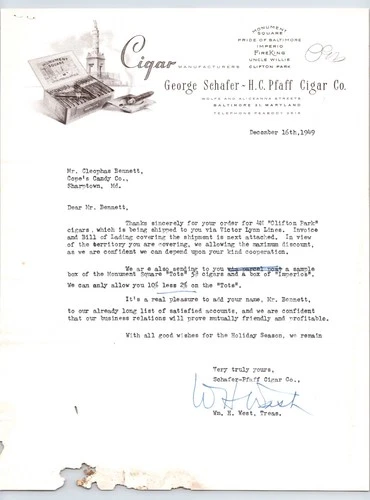 Cigar MANUFACTURERS
MONUMENT
SQUARE
PRIDE OF BALTIMORE
IMPERIO
FIREKING
UNCLE WILLIE
CLIFTON PARK
George Schafer - H.C. Pfaff Cigar Co.
BALTIMORE 31 MARYLAND
TELEPHONE PEABODY
December 16th, 1949
Mr. Cleophas Bennett,
Cope's Candy Co.,
Sharptown, Md.
Dear Mr. Bennett,
Thanks sincerely for your order for 4M "Clifton Park"
cigars, which is being shipped to you via Victor Lynn Lines. Invoice
and Bill of Lading covering the shipment is next attached. In view
of the territory you are covering, we are allowing the maximum discount,
as we are confident we can depend upon your kind cooperation.
We are also sending to you via parcel post a sample
box of the Monument Square "Tots" 5¢ cigars and a box of "Imperios".
We can only allow you 10% less 2% on the "Tots".
It's a real pleasure to add your name, Mr. Bennett,
to our already long list of satisfied accounts, and we are confident
that our business relations will prove mutually friendly and profitable.
With all good wishes for the Holiday Season, we remain
Very truly yours,
Schafer-Pfaff Cigar Co.,
W H West
Wm. H. West, Treas.